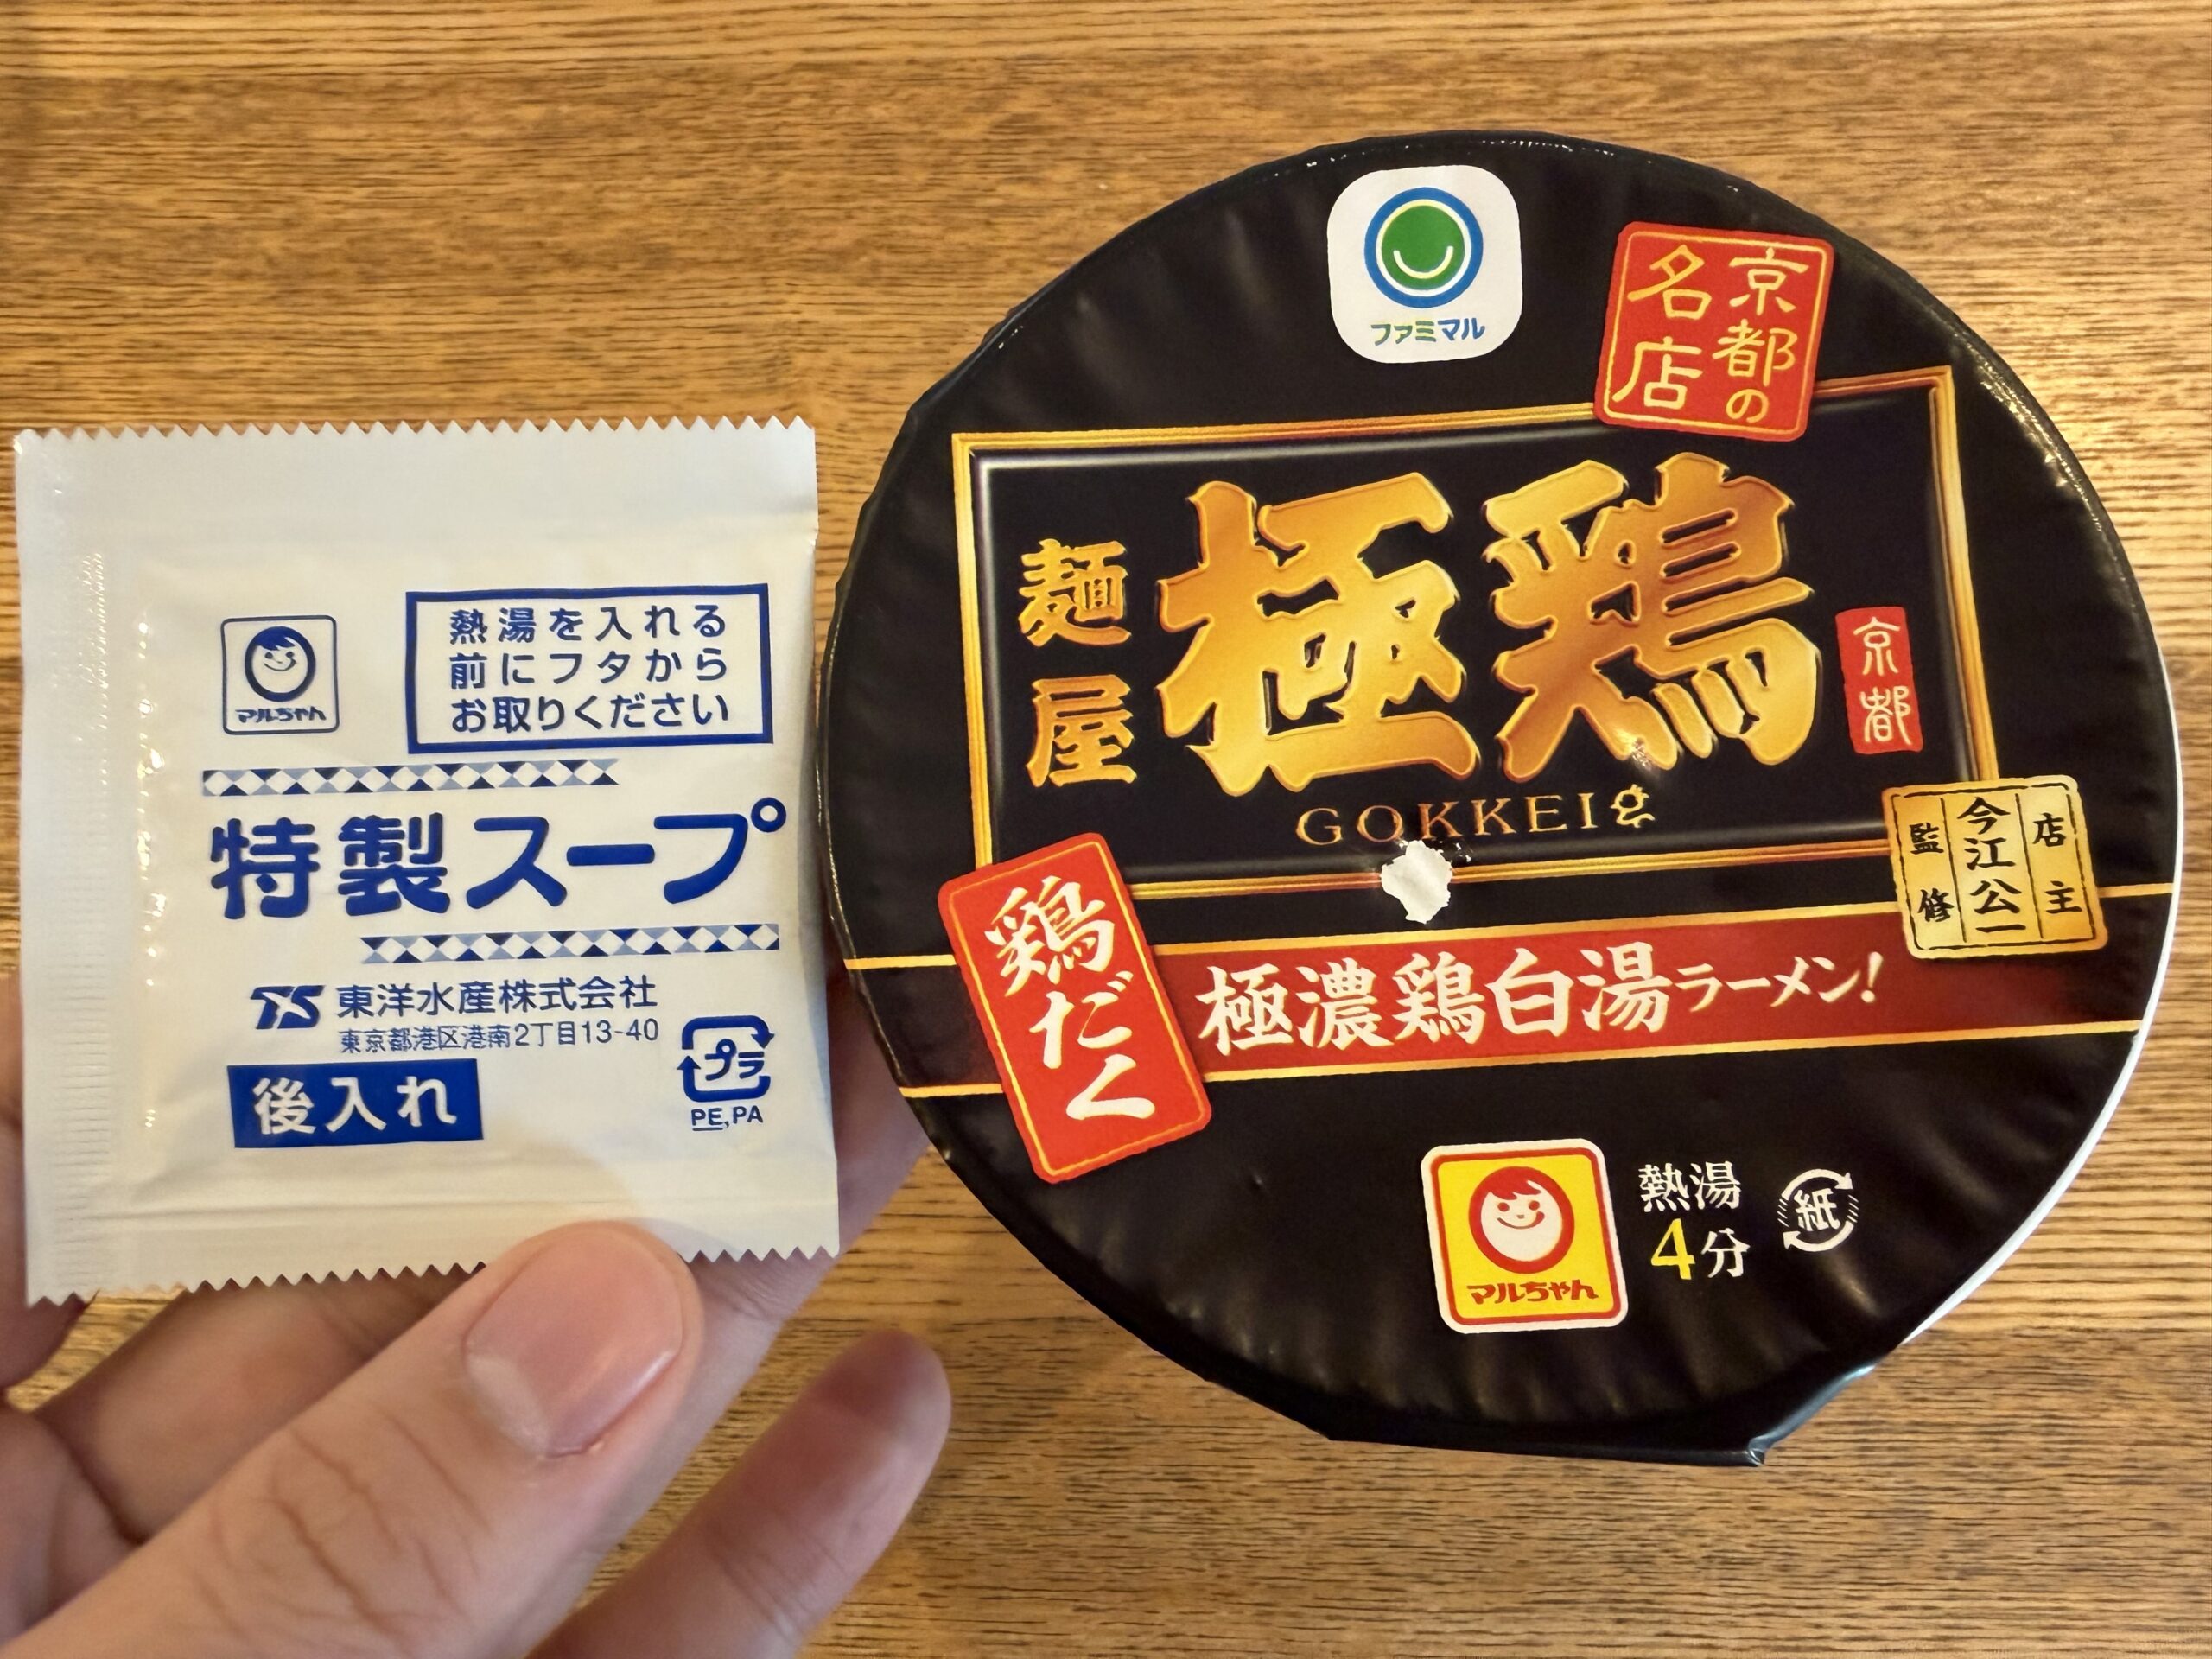 マルちゃん
熱湯を入れる
前にフタから
お取りください
特製スープ
TS 東洋水産株式会社
東京都港区港南2丁目13-40
後入れ
プラ
PE,PA
ファミマル
京都の
名店
麺屋
極鶏
京都
GOKKEI
店主
今江公一
監修
鶏だく
極濃鶏白湯ラーメン!
マルちゃん
熱湯
4分
紙